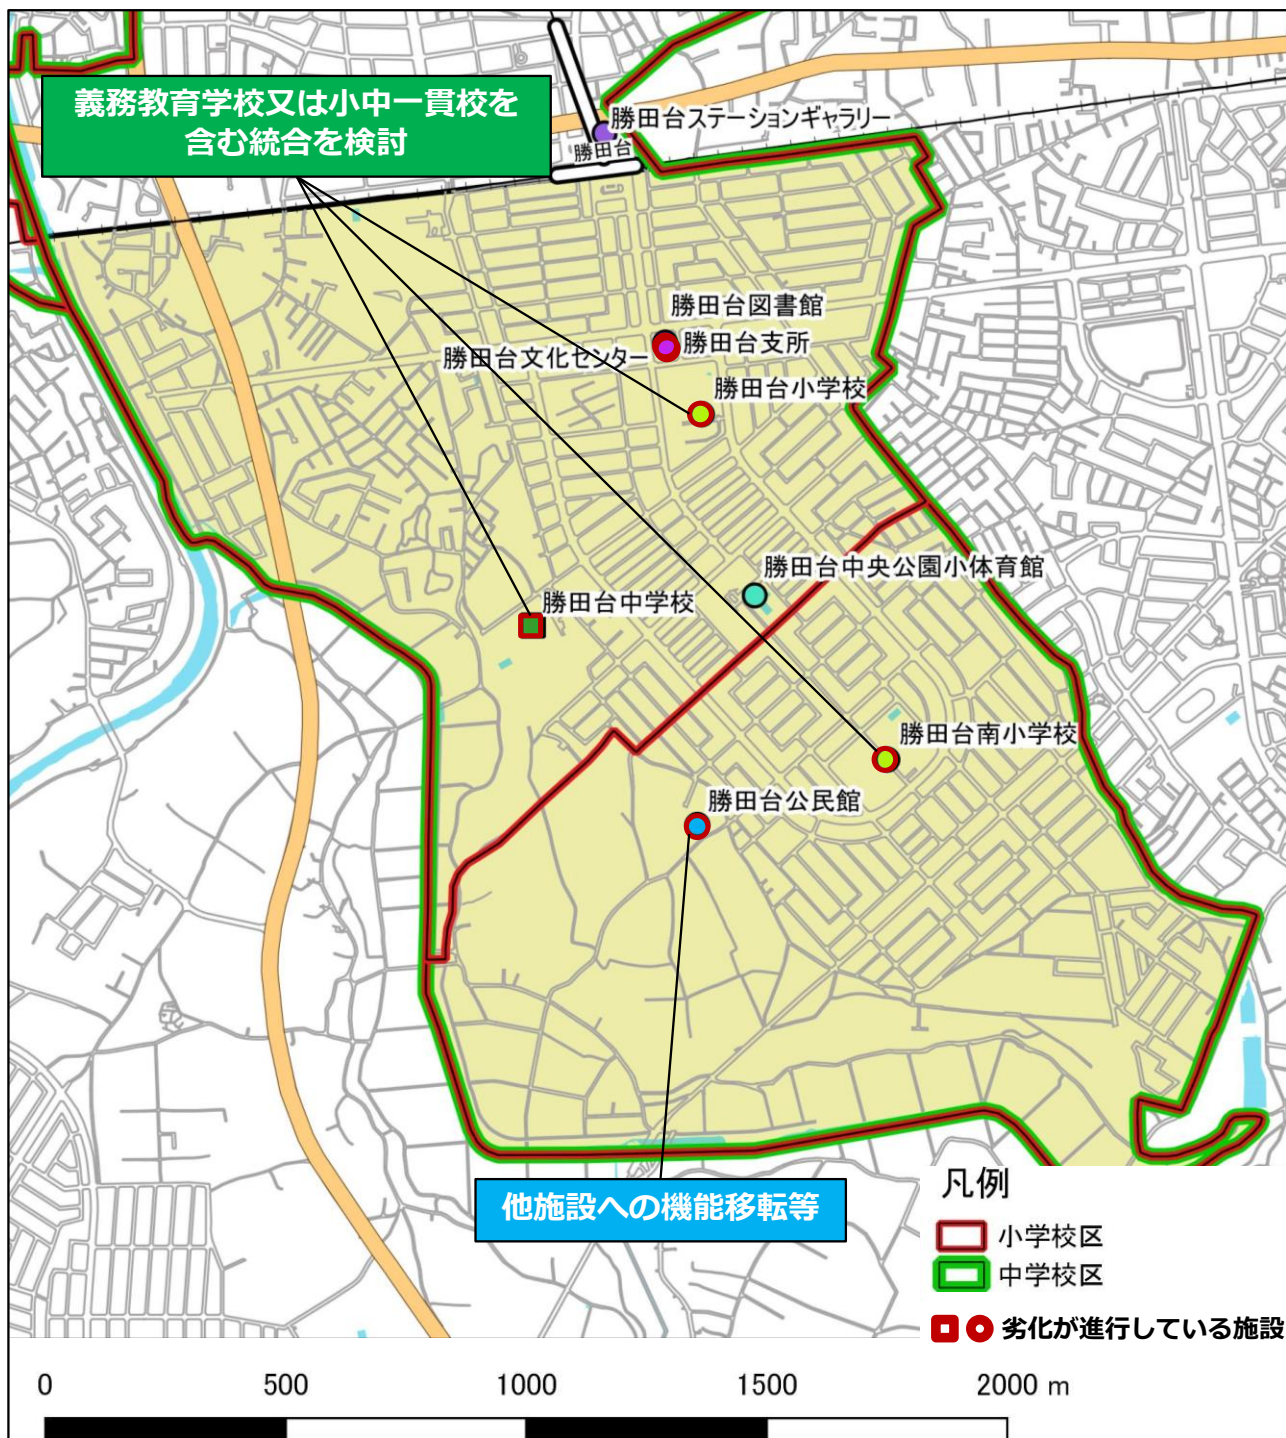 義務教育学校又は小中一貫校を
含む統合を検討
勝田台ステーションギャラリー
勝田台
勝田台図書館
勝田台支所
勝田台文化センター
勝田台小学校
勝田台中央公園小体育館
勝田台中学校
勝田台南小学校
勝田台公民館
他施設への機能移転等
凡例
小学校区
中学校区
劣化が進行している施設
0 500 1000 1500 2000 m